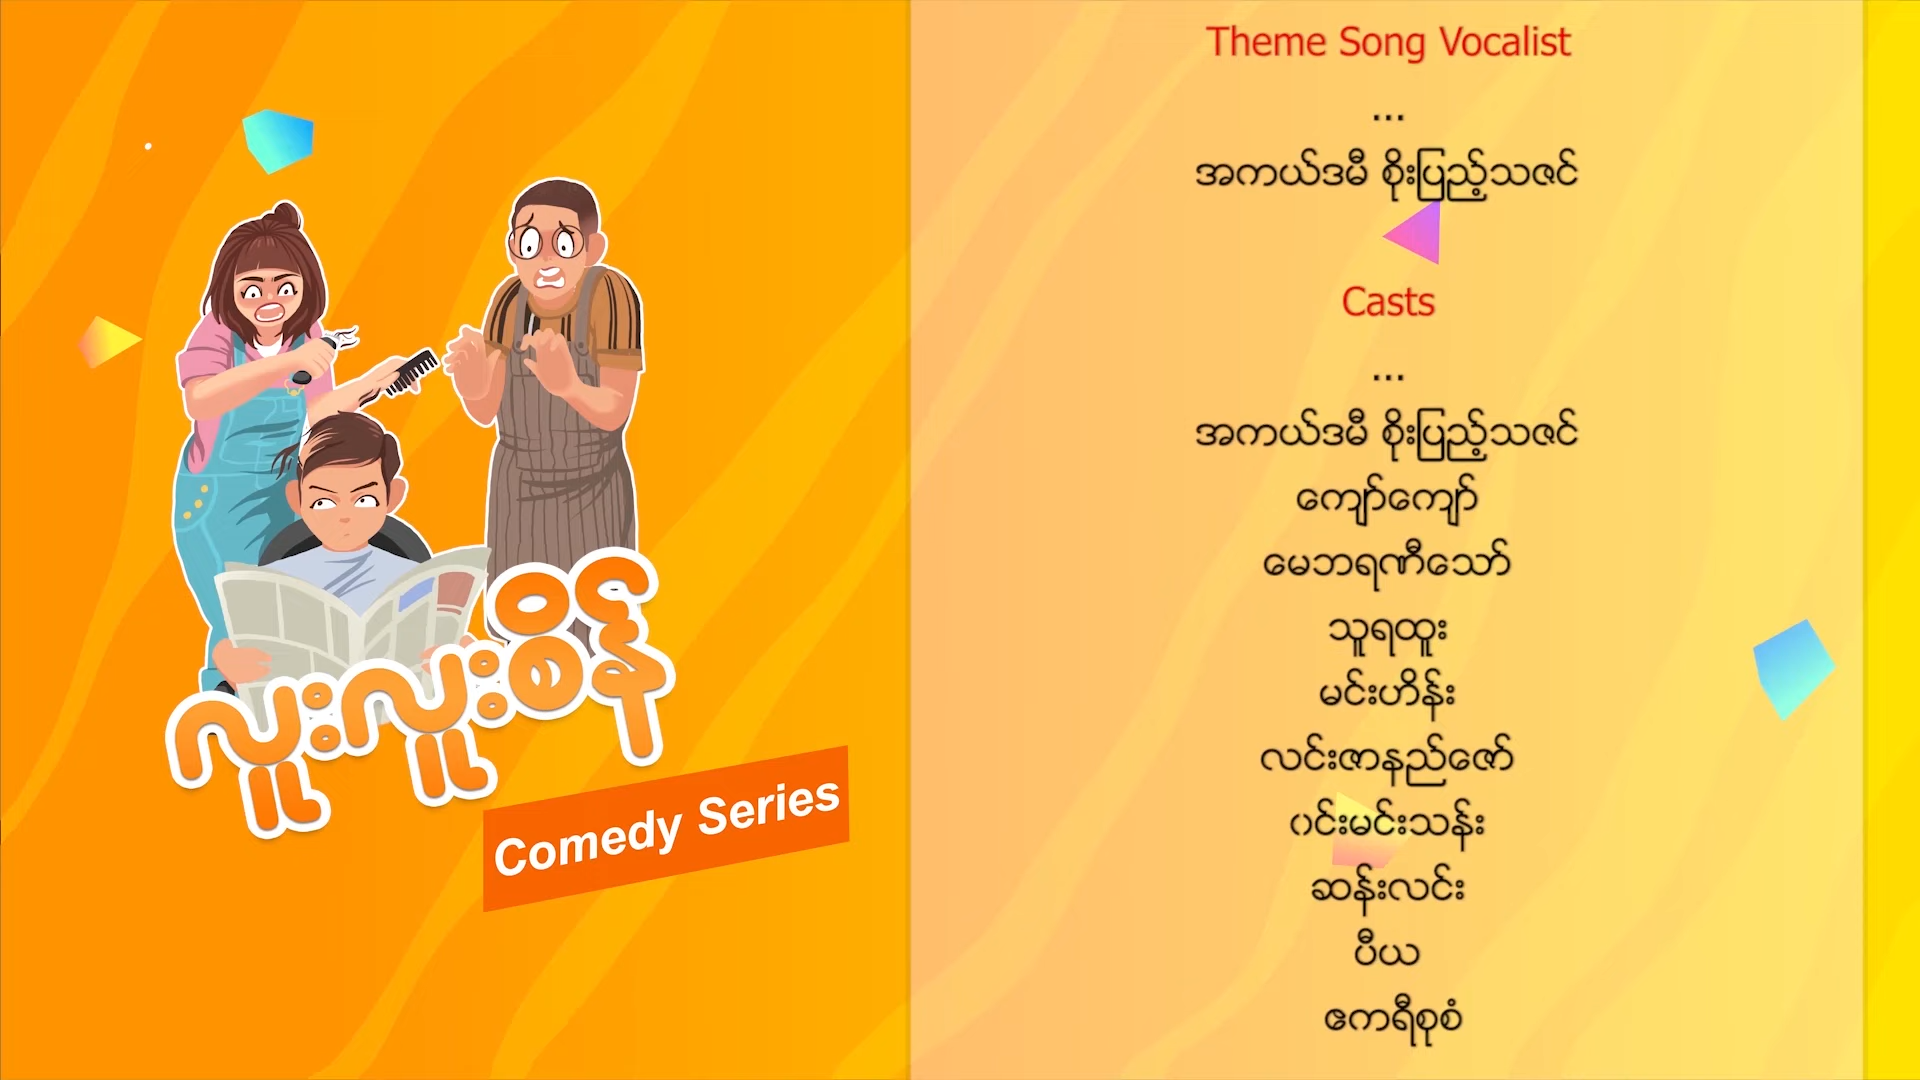 လူးလူးစိန်
Comedy Series
Theme Song Vocalist
...
အကယ်ဒမီ စိုးပြည့်သဇင်
Casts
...
အကယ်ဒမီ စိုးပြည့်သဇင်
ကျော်ကျော်
မေဘရဏီသော်
သူရထူး
မင်းဟိန်း
လင်းဇာနည်ဇော်
ဝင်းမင်းသန်း
ဆန်းလင်း
ပီယ
ဧကရီစုစံ